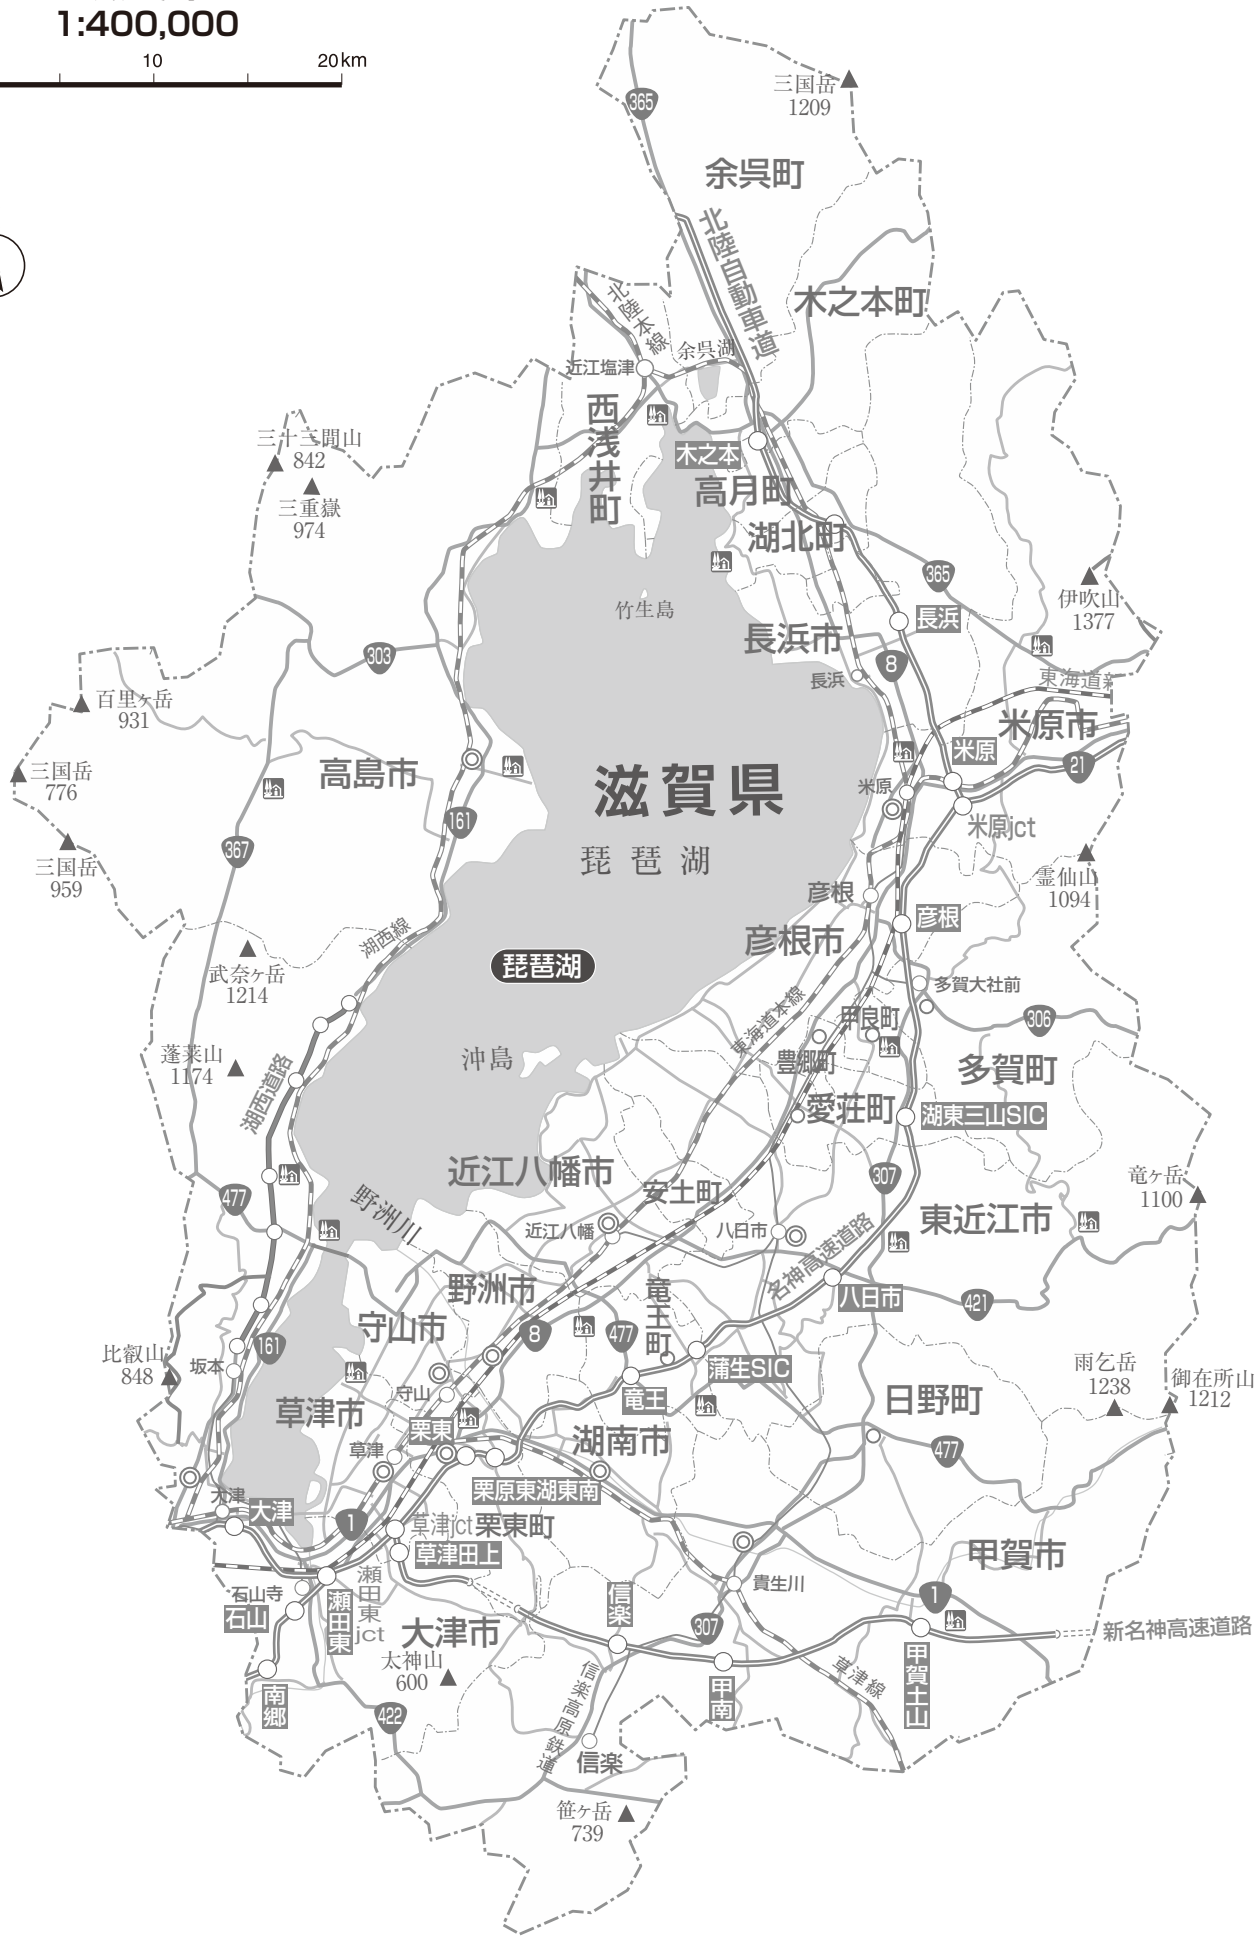 1:400,000
10
20km
三国岳
1209
365
余呉町
北陸自動車道
木之本町
北陸本線
余呉湖
近江塩津
西浅井町
三十三間山
842
三重嶽
974
木之本
高月町
湖北町
365
伊吹山
1377
竹生島
長浜
長浜市
8
長浜
303
東海道新
百里ヶ岳
931
米原市
三国岳
776
高島市
滋賀県
米原
21
米原
161
米原jct
367
琵琶湖
三国岳
959
霊仙山
1094
彦根
彦根
湖西線
彦根市
武奈ヶ岳
1214
琵琶湖
多賀大社前
東海道本線
甲良町
306
蓬莱山
1174
沖島
豊郷町
多賀町
湖西道路
愛荘町
湖東三山SIC
近江八幡市
307
竜ヶ岳
1100
477
野洲川
安土町
東近江市
近江八幡
八日市
名神高速道路
野洲市
竜王町
八日市
421
守山市
8
477
161
比叡山
848
坂本
蒲生SIC
雨乞岳
1238
御在所山
1212
守山
竜王
草津市
日野町
栗東
湖南市
草津
477
栗原東湖東南
大津
大津
1
草津jct
栗東町
草津田上
甲賀市
瀬田東jct
石山寺
貴生川
石山
瀬田東
信楽
1
307
大津市
新名神高速道路
太神山
600
甲賀土山
草津線
南郷
甲南
422
信楽高原鉄道
信楽
笹ヶ岳
739